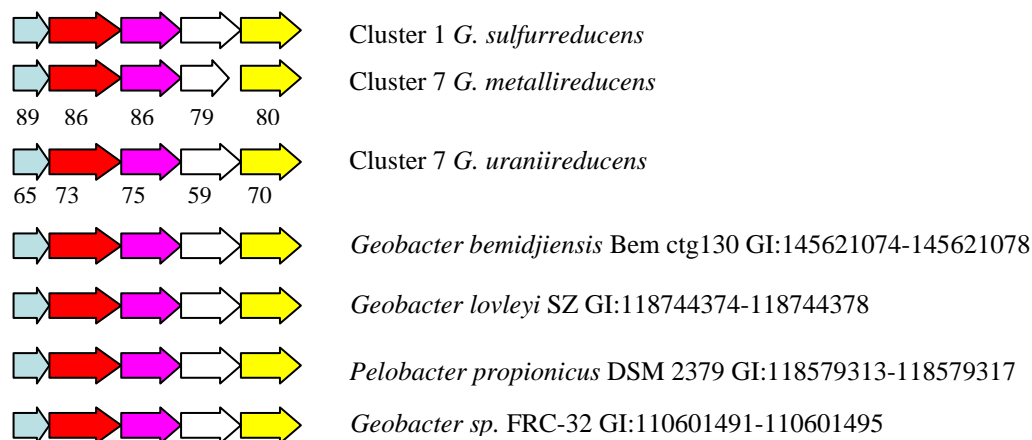 Cluster 1 G. sulfurreducens
Cluster 7 G. metallireducens
89 86 86 79 80
Cluster 7 G. uraniireducens
65 73 75 59 70
Geobacter bemidjiensis Bem ctg130 GI:145621074-145621078
Geobacter lovleyi SZ GI:118744374-118744378
Pelobacter propionicus DSM 2379 GI:118579313-118579317
Geobacter sp. FRC-32 GI:110601491-110601495